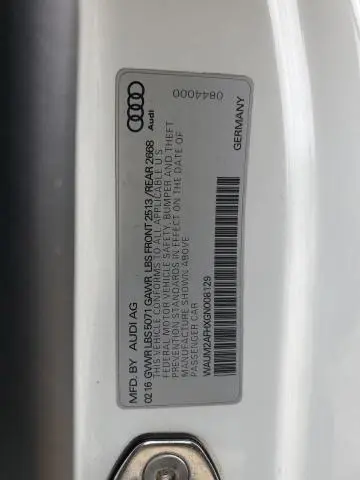 0844000
Audi
GERMANY
MFD. BY AUDI AG
02 16 GVWR LBS 5071 GAWR LBS FRONT 2513 / REAR 2668
THIS VEHICLE CONFORMS TO ALL APPLICABLE U S
FEDERAL MOTOR VEHICLE SAFETY, BUMPER AND THEFT
PREVENTION STANDARDS IN EFFECT ON THE DATE OF
MANUFACTURE SHOWN ABOVE
PASSENGER CAR
WAUM2AFHXGN008129